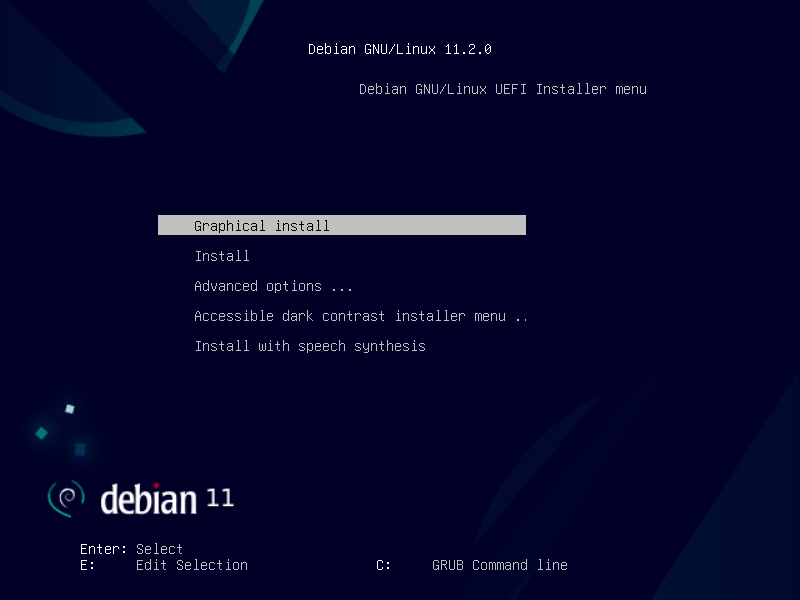 Debian GNU/Linux 11.2.0
Debian GNU/Linux UEFI Installer menu
Graphical install
Install
Advanced options ...
Accessible dark contrast installer menu ..
Install with speech synthesis
debian 11
Enter: Select
E: Edit Selection C: GRUB Command line